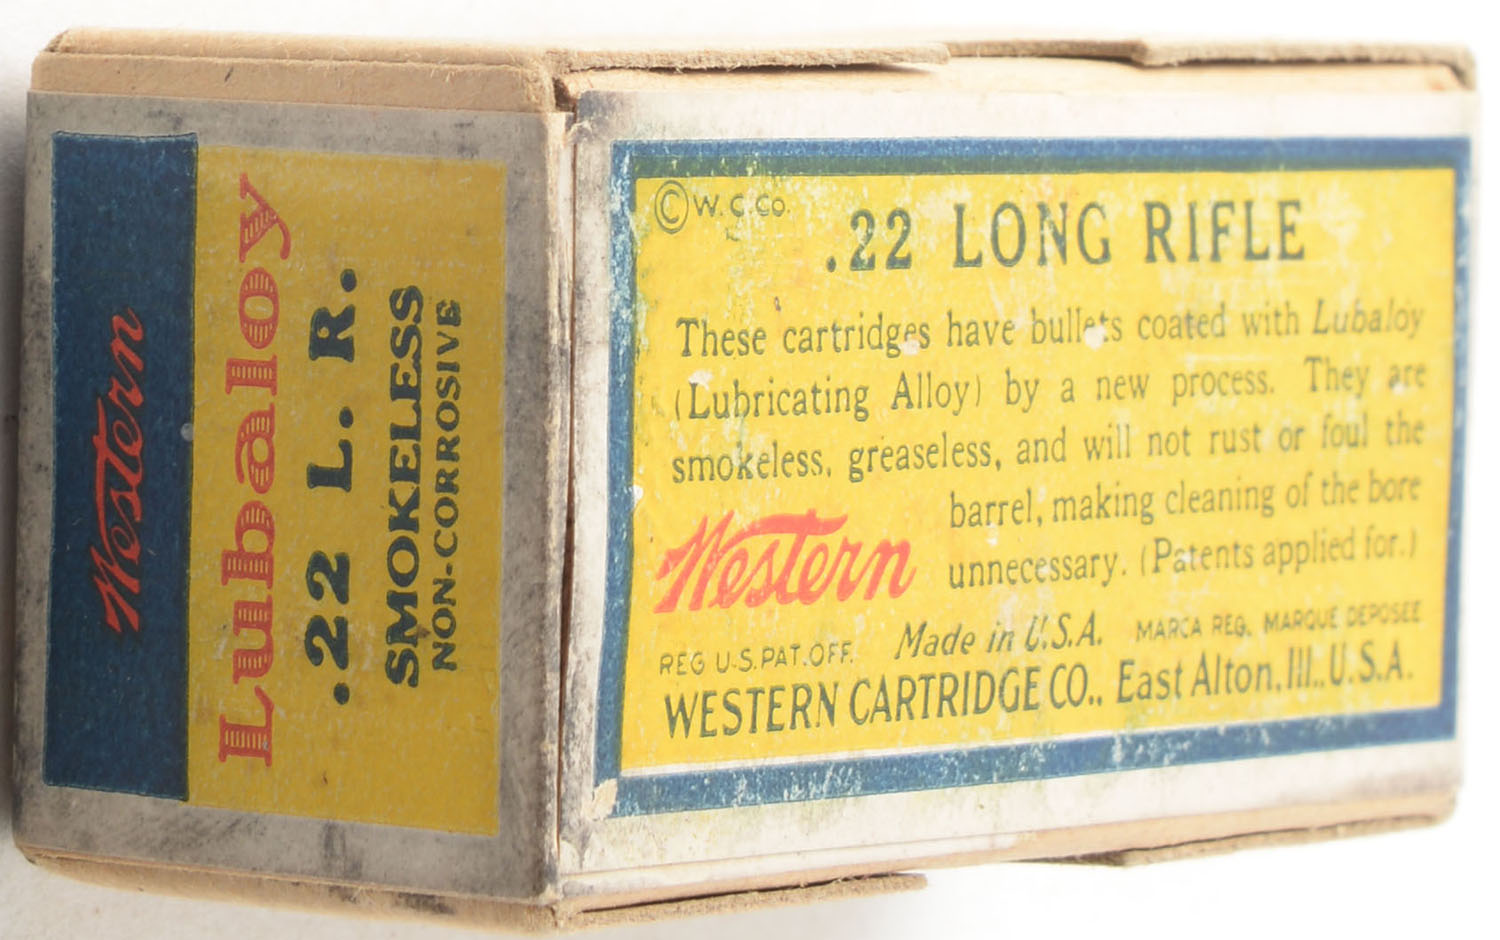 Western
Lubaloy
.22 L. R.
SMOKELESS
NON-CORROSIVE
© W. C. Co.
.22 LONG RIFLE
These cartridges have bullets coated with Lubaloy
(Lubricating Alloy) by a new process. They are
smokeless, greaseless, and will not rust or foul the
barrel, making cleaning of the bore
unnecessary. (Patents applied for.)
Western
REG U.S. PAT. OFF. Made in U.S.A. MARCA REG. MARQUE DEPOSEE
WESTERN CARTRIDGE CO., East Alton, Ill., U.S.A.